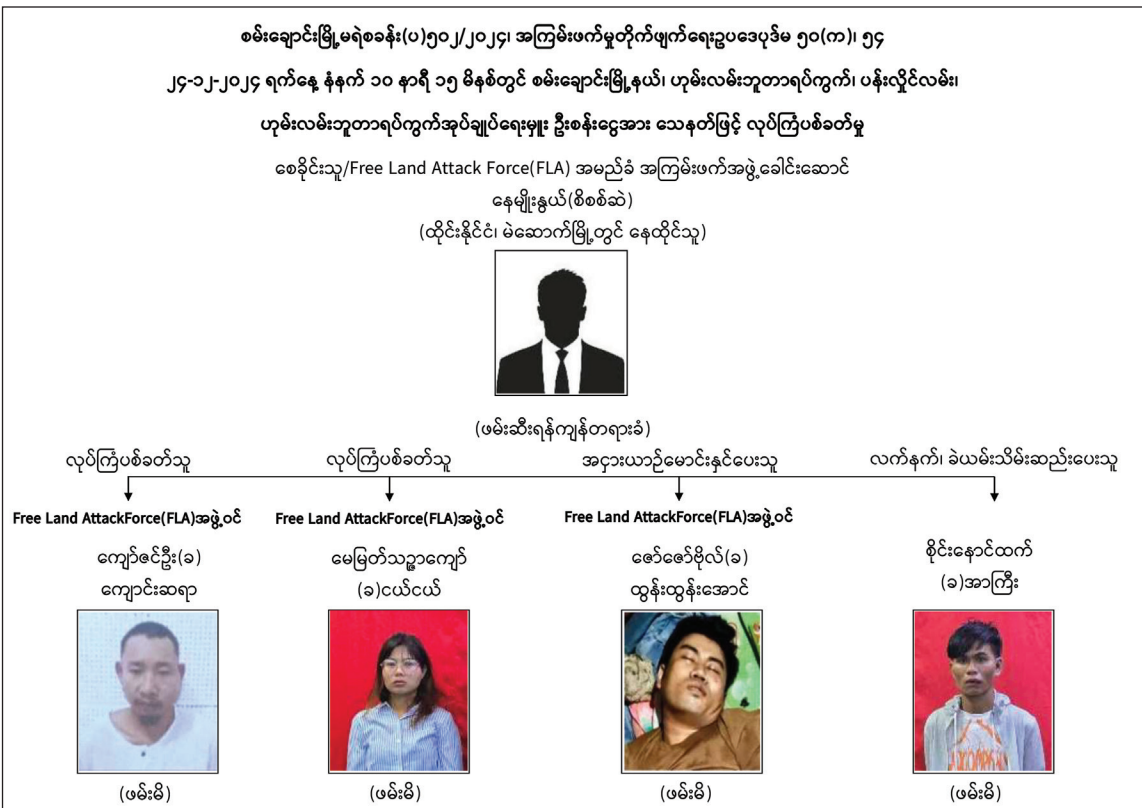 စမ်းချောင်းမြို့မရဲစခန်း(ပ)၅၀၂/၂၀၂၄၊ အကြမ်းဖက်မှုတိုက်ဖျက်ရေးဥပဒေပုဒ်မ ၅၀(က)၊ ၅၄
၂၄-၁၂-၂၀၂၄ ရက်နေ့ နံနက် ၁၀ နာရီ ၁၅ မိနစ်တွင် စမ်းချောင်းမြို့နယ်၊ ဟုမ်းလမ်းဘူတာရပ်ကွက်၊ ပန်းလှိုင်လမ်း၊
ဟုမ်းလမ်းဘူတာရပ်ကွက်အုပ်ချုပ်ရေးမှူး ဦးစန်းငွေအား သေနတ်ဖြင့် လုပ်ကြံပစ်ခတ်မှု
စေခိုင်းသူ/Free Land Attack Force(FLA) အမည်ခံ အကြမ်းဖက်အဖွဲ့ခေါင်းဆောင်
နေမျိုးနွယ်(စိစစ်ဆဲ)
(ထိုင်းနိုင်ငံ၊ မဲဆောက်မြို့တွင် နေထိုင်သူ)
(ဖမ်းဆီးရန်ကျန်တရားခံ)
လုပ်ကြံပစ်ခတ်သူ လုပ်ကြံပစ်ခတ်သူ အငှားယာဉ်မောင်းနှင်ပေးသူ လက်နက်၊ ခဲယမ်းသိမ်းဆည်းပေးသူ
Free Land AttackForce(FLA)အဖွဲ့ဝင် Free Land AttackForce(FLA)အဖွဲ့ဝင် Free Land AttackForce(FLA)အဖွဲ့ဝင်
ကျော်ဇင်ဦး(ခ) မေမြတ်သဥ္ဇာကျော် ဇော်ဇော်ဗိုလ်(ခ) စိုင်းနောင်ထက်
ကျောင်းဆရာ (ခ)ငယ်ငယ် ထွန်းထွန်းအောင် (ခ)အာကြီး
(ဖမ်းမိ) (ဖမ်းမိ) (ဖမ်းမိ) (ဖမ်းမိ)